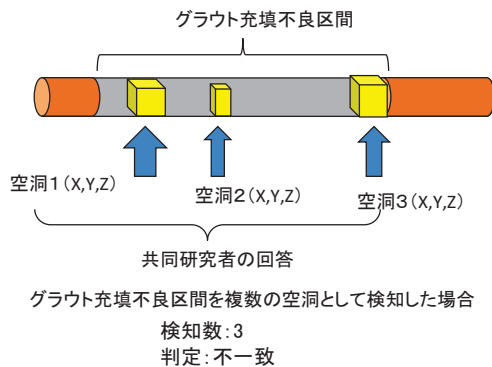 グラウト充填不良区間
空洞1(X,Y,Z)
空洞2(X,Y,Z)
空洞3(X,Y,Z)
共同研究者の回答
グラウト充填不良区間を複数の空洞として検知した場合
検知数:3
判定:不一致